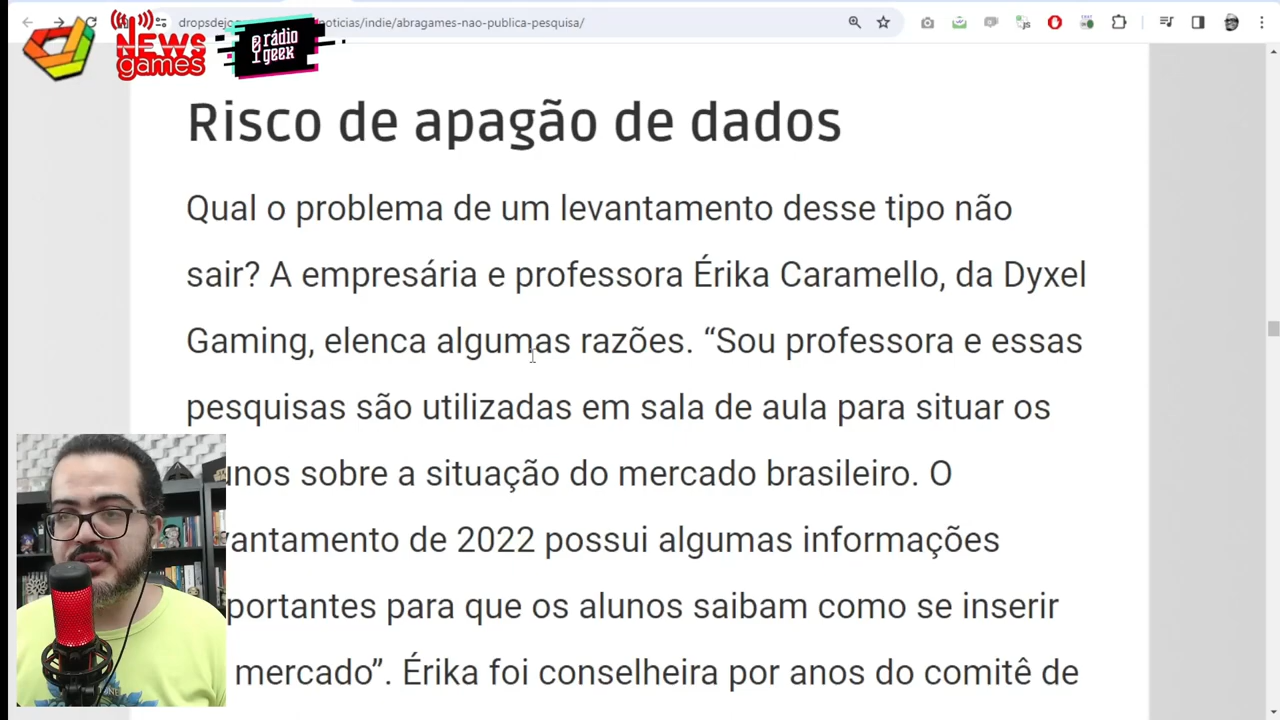 dropsdejo
noticias/indie/abragames-nao-publica-pesquisa/
NEWS
games
rádio
geek
Risco de apagão de dados
Qual o problema de um levantamento desse tipo não
sair? A empresária e professora Érika Caramello, da Dyxel
Gaming, elenca algumas razões. “Sou professora e essas
pesquisas são utilizadas em sala de aula para situar os
unos sobre a situação do mercado brasileiro. O
vantamento de 2022 possui algumas informações
portantes para que os alunos saibam como se inserir
mercado”. Érika foi conselheira por anos do comitê de